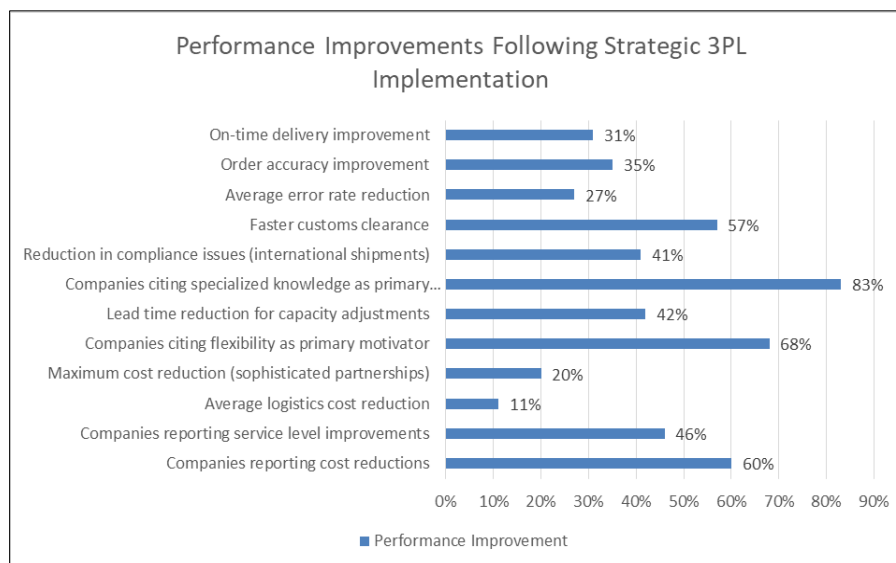 Performance Improvements Following Strategic 3PL
Implementation
On-time delivery improvement 31%
Order accuracy improvement 35%
Average error rate reduction 27%
Faster customs clearance 57%
Reduction in compliance issues (international shipments) 41%
Companies citing specialized knowledge as primary... 83%
Lead time reduction for capacity adjustments 42%
Companies citing flexibility as primary motivator 68%
Maximum cost reduction (sophisticated partnerships) 20%
Average logistics cost reduction 11%
Companies reporting service level improvements 46%
Companies reporting cost reductions 60%
0% 10% 20% 30% 40% 50% 60% 70% 80% 90%
Performance Improvement